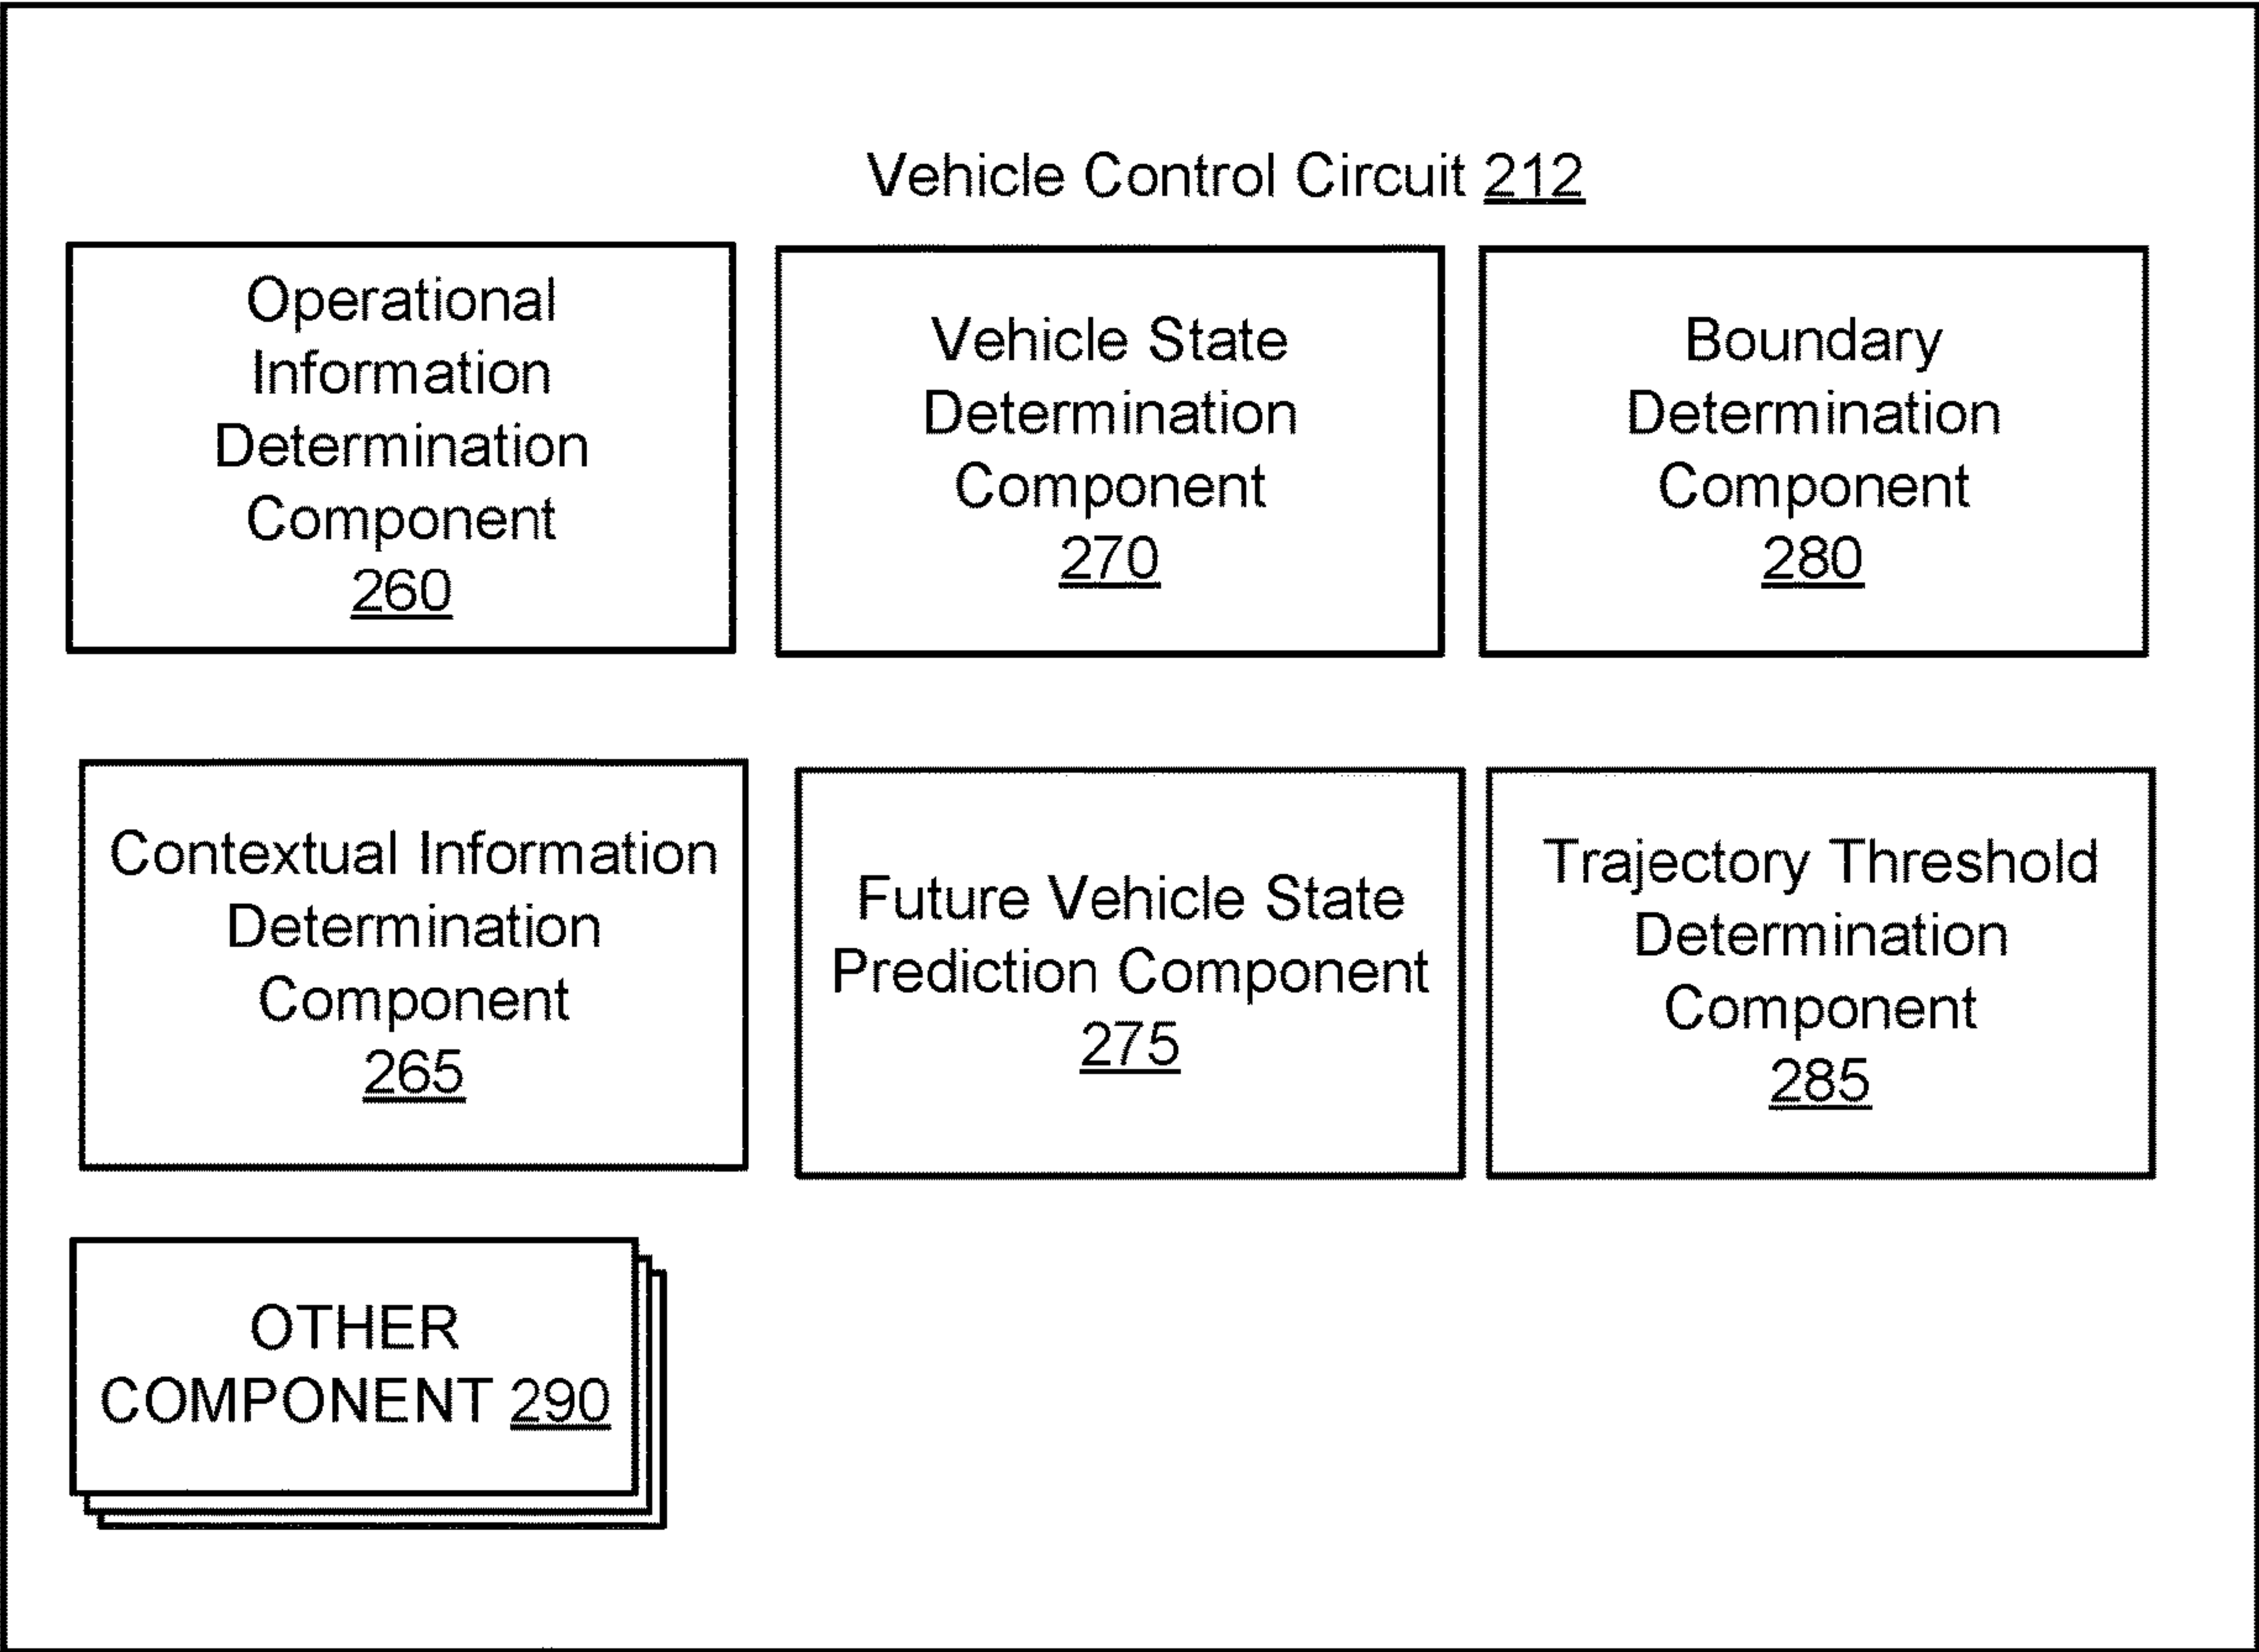 Vehicle Control Circuit 212
Operational
Information
Determination
Component
260
Vehicle State
Determination
Component
270
Boundary
Determination
Component
280
Contextual Information
Determination
Component
265
Future Vehicle State
Prediction Component
275
Trajectory Threshold
Determination
Component
285
OTHER
COMPONENT 290